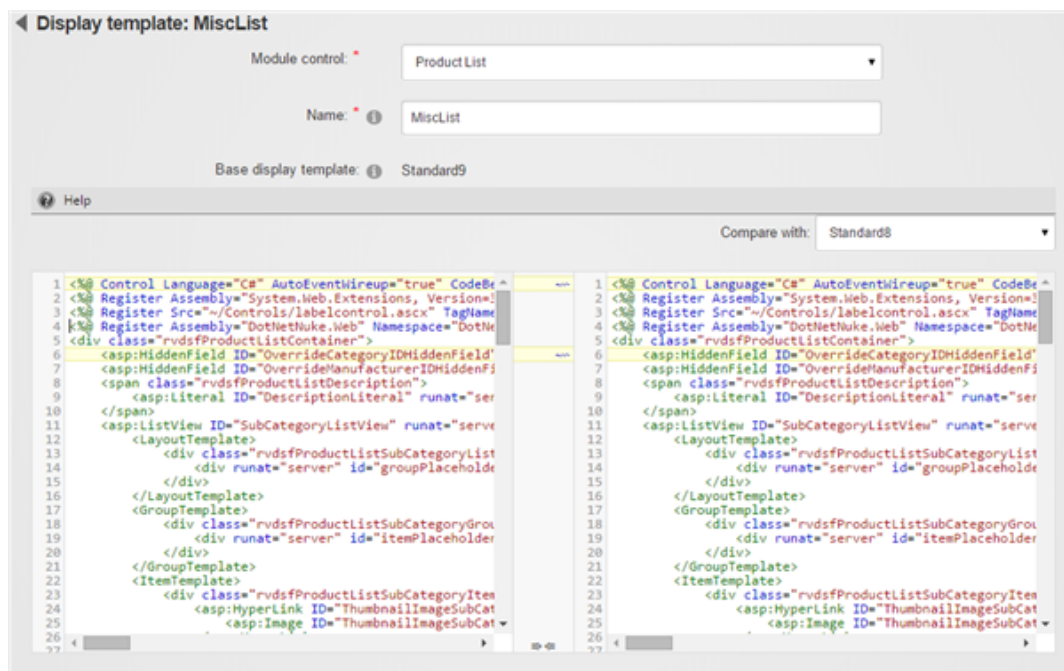 Display template: MiscList
Module control: *
Product List
Name: *
MiscList
Base display template:
Standard9
Help
Compare with:
Standard8
1 <%@ Control Language="C#" AutoEventWireup="true" CodeBe
2 <%@ Register Assembly="System.Web.Extensions, Version=3
3 <%@ Register Src="~/Controls/labelcontrol.ascx" TagName
4 <%@ Register Assembly="DotNetNuke.Web" Namespace="DotNe
5 <div class="rvdsfProductListContainer">
6 <asp:HiddenField ID="OverrideCategoryIDHiddenField"
7 <asp:HiddenField ID="OverrideManufacturerIDHiddenFi
8 <span class="rvdsfProductListDescription">
9 <asp:Literal ID="DescriptionLiteral" runat="ser
10 </span>
11 <asp:ListView ID="SubCategoryListView" runat="serve
12 <LayoutTemplate>
13 <div class="rvdsfProductListSubCategoryList
14 <div runat="server" id="groupPlaceholde
15 </div>
16 </LayoutTemplate>
17 <GroupTemplate>
18 <div class="rvdsfProductListSubCategoryGrou
19 <div runat="server" id="itemPlaceholder
20 </div>
21 </GroupTemplate>
22 <ItemTemplate>
23 <div class="rvdsfProductListSubCategoryItem
24 <asp:HyperLink ID="ThumbnailImageSubCat
25 <asp:Image ID="ThumbnailImageSubCat
26
27
1 <%@ Control Language="C#" AutoEventWireup="true" CodeBe
2 <%@ Register Assembly="System.Web.Extensions, Version=3
3 <%@ Register Src="~/Controls/labelcontrol.ascx" TagName
4 <%@ Register Assembly="DotNetNuke.Web" Namespace="DotNe
5 <div class="rvdsfProductListContainer">
6 <asp:HiddenField ID="OverrideCategoryIDHiddenField"
7 <asp:HiddenField ID="OverrideManufacturerIDHiddenFi
8 <span class="rvdsfProductListDescription">
9 <asp:Literal ID="DescriptionLiteral" runat="ser
10 </span>
11 <asp:ListView ID="SubCategoryListView" runat="serve
12 <LayoutTemplate>
13 <div class="rvdsfProductListSubCategoryList
14 <div runat="server" id="groupPlaceholde
15 </div>
16 </LayoutTemplate>
17 <GroupTemplate>
18 <div class="rvdsfProductListSubCategoryGrou
19 <div runat="server" id="itemPlaceholder
20 </div>
21 </GroupTemplate>
22 <ItemTemplate>
23 <div class="rvdsfProductListSubCategoryItem
24 <asp:HyperLink ID="ThumbnailImageSubCat
25 <asp:Image ID="ThumbnailImageSubCat
26
27